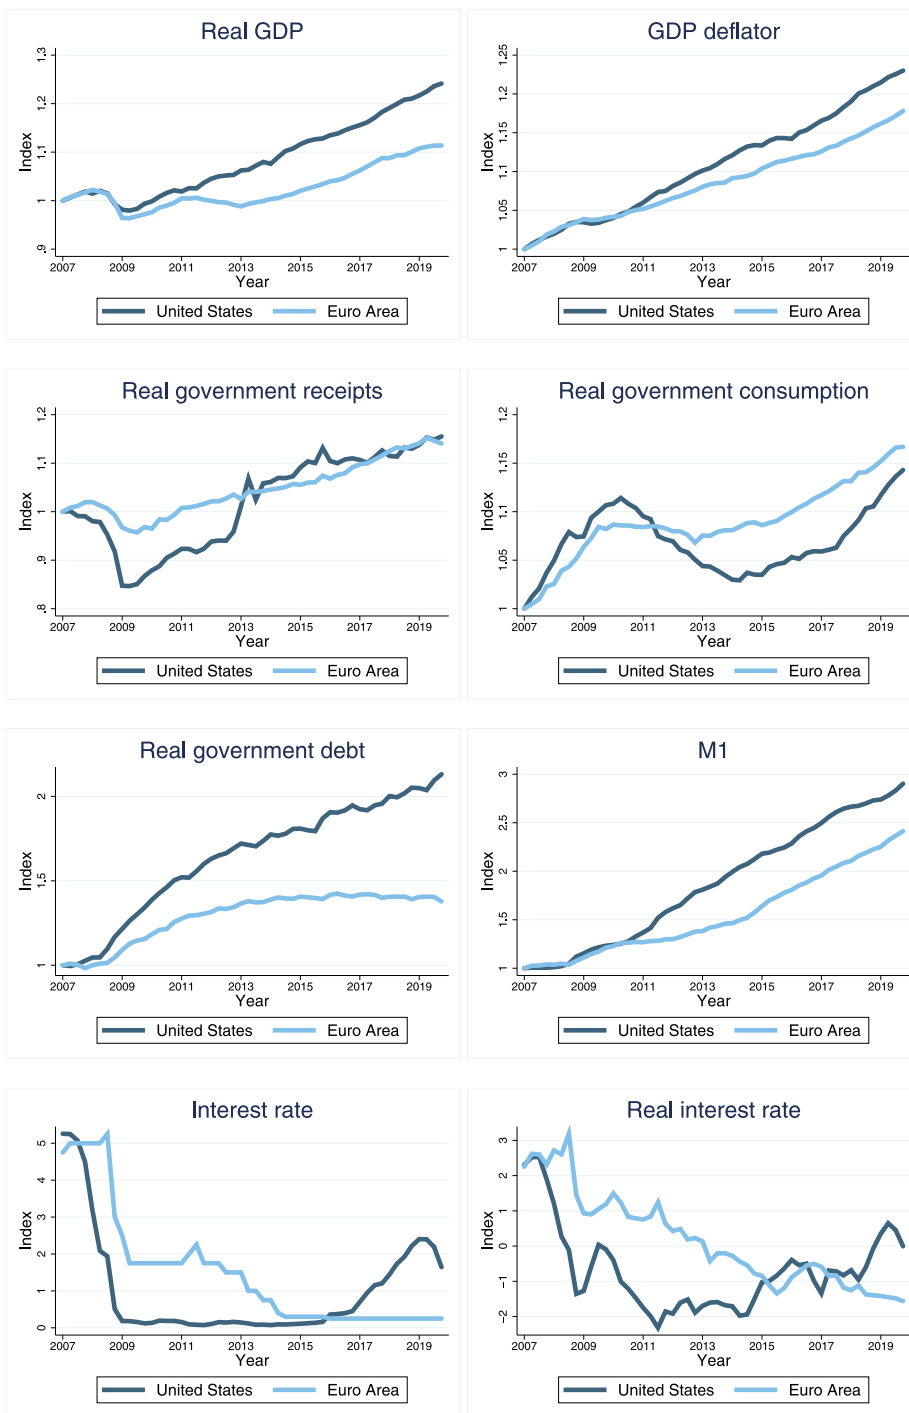 Real GDP
1.3
1.2
1.1
1
.9
Index
2007 2009 2011 2013 2015 2017 2019
Year
United States Euro Area
GDP deflator
1.25
1.2
1.15
1.1
1.05
1
Index
2007 2009 2011 2013 2015 2017 2019
Year
United States Euro Area
Real government receipts
1.2
1.1
1
.9
.8
Index
2007 2009 2011 2013 2015 2017 2019
Year
United States Euro Area
Real government consumption
1.2
1.15
1.1
1.05
1
Index
2007 2009 2011 2013 2015 2017 2019
Year
United States Euro Area
Real government debt
2
1.5
1
Index
2007 2009 2011 2013 2015 2017 2019
Year
United States Euro Area
M1
3
2.5
2
1.5
1
Index
2007 2009 2011 2013 2015 2017 2019
Year
United States Euro Area
Interest rate
5
4
3
2
1
0
Index
2007 2009 2011 2013 2015 2017 2019
Year
United States Euro Area
Real interest rate
3
2
1
0
−1
−2
Index
2007 2009 2011 2013 2015 2017 2019
Year
United States Euro Area